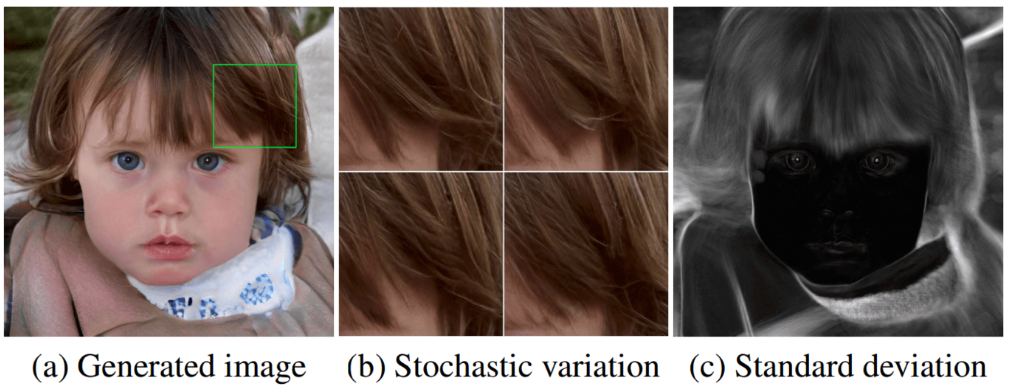 (a) Generated image (b) Stochastic variation (c) Standard deviation